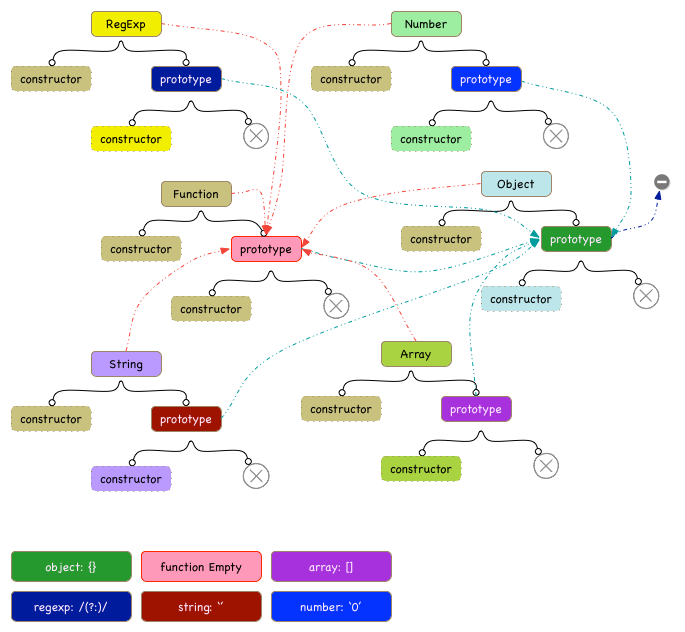 RegExp
Number
constructor
prototype
constructor
prototype
constructor
constructor
Function
Object
constructor
prototype
constructor
prototype
constructor
constructor
String
Array
constructor
prototype
constructor
prototype
constructor
constructor
object: {}
function Empty
array: []
regexp: /(?:)/
string: ‘’
number: ‘0’